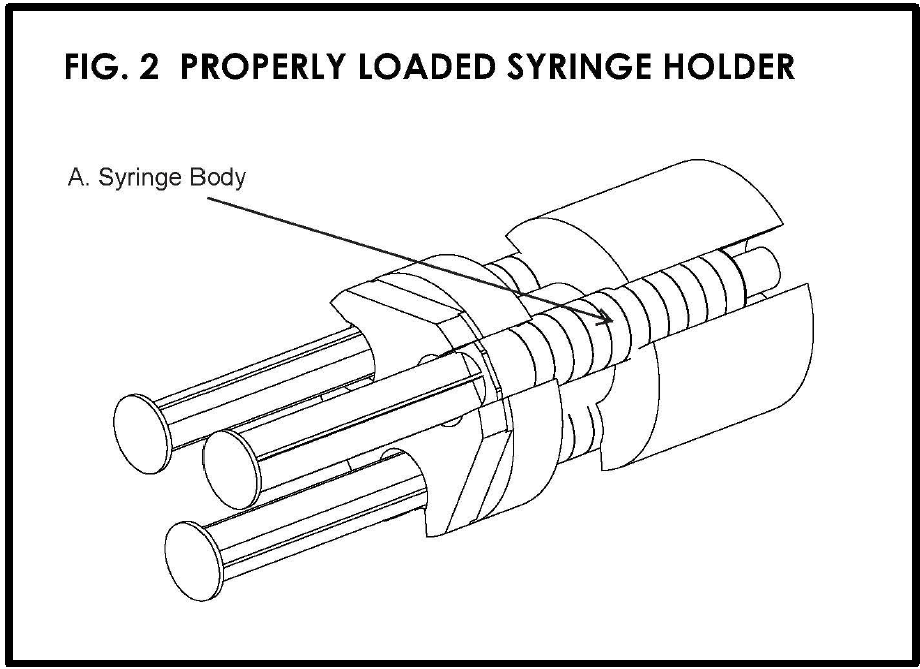 FIG. 2 PROPERLY LOADED SYRINGE HOLDER
A. Syringe Body